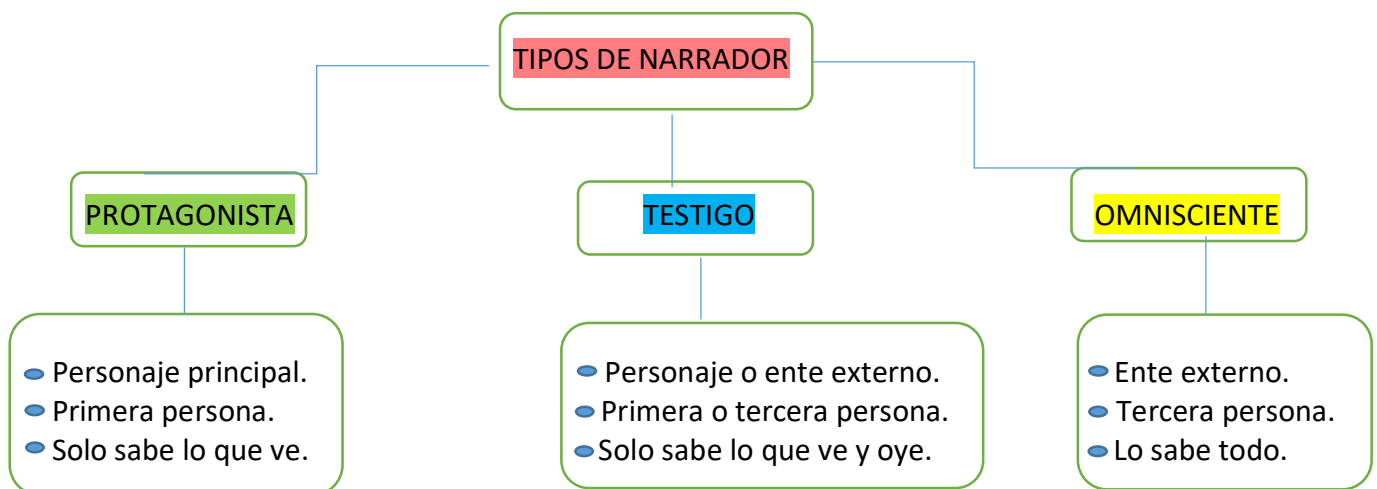 TIPOS DE NARRADOR
PROTAGONISTA
TESTIGO
OMNISCIENTE
Personaje principal.
Primera persona.
Solo sabe lo que ve.
Personaje o ente externo.
Primera o tercera persona.
Solo sabe lo que ve y oye.
Ente externo.
Tercera persona.
Lo sabe todo.